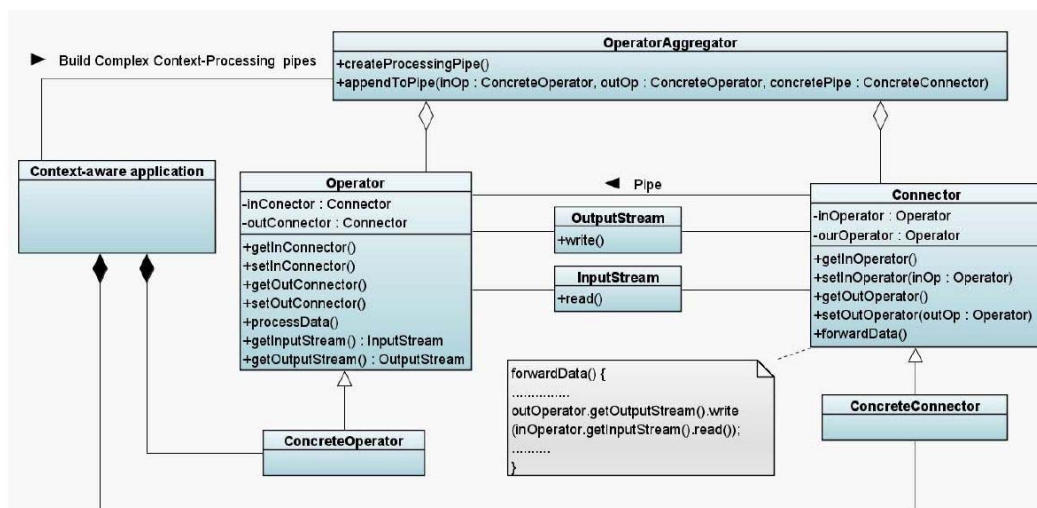 OperatorAggregator
+createProcessingPipe()
+appendToPipe(inOp : ConcreteOperator, outOp : ConcreteOperator, concretePipe : ConcreteConnector)
Build Complex Context-Processing pipes
Context-aware application
Operator
-inConector : Connector
-outConnector : Connector
+getInConnector()
+setInConnector()
+getOutConnector()
+setOutConnector()
+processData()
+getInputStream() : InputStream
+getOutputStream() : OutputStream
Pipe
OutputStream
+write()
InputStream
+read()
Connector
-inOperator : Operator
-ourOperator : Operator
+getInOperator()
+setInOperator(inOp : Operator)
+getOutOperator()
+setOutOperator(outOp : Operator)
+forwardData()
forwardData() {
...............
outOperator.getOutputStream().write
(inOperator.getInputStream().read());
..........
}
ConcreteOperator
ConcreteConnector